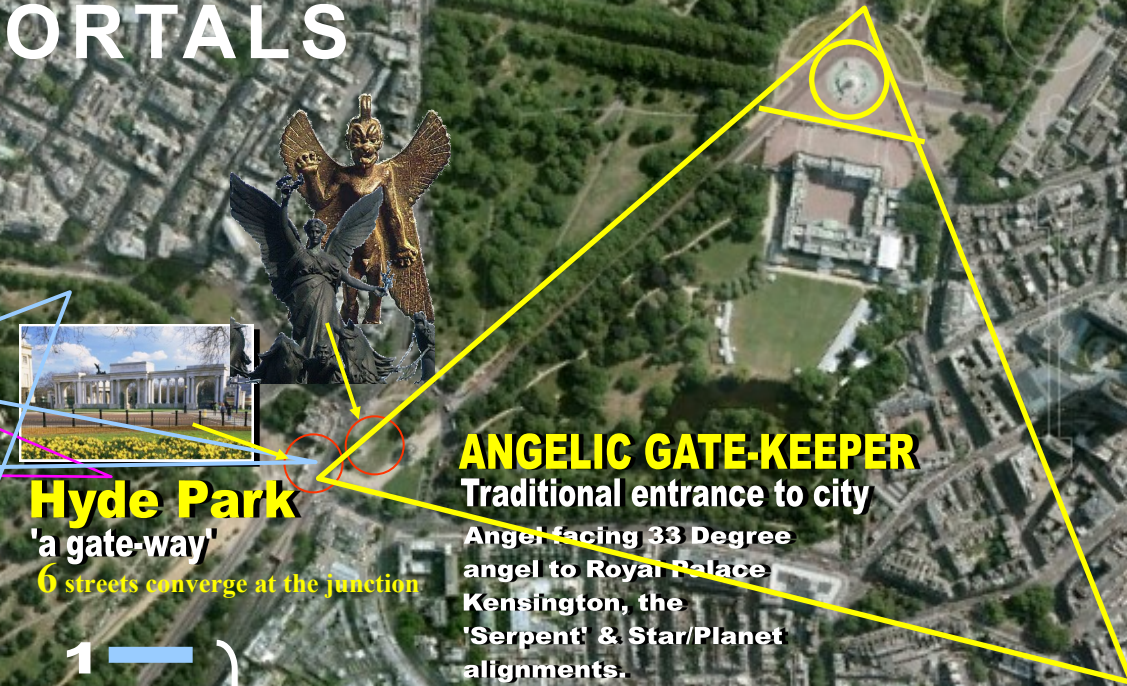 ORTALS
ANGELIC GATE-KEEPER
Traditional entrance to city
Angel facing 33 Degree
angel to Royal Palace
Kensington, the
'Serpent' & Star/Planet
alignments.
Hyde Park
'a gate-way'
6 streets converge at the junction
1